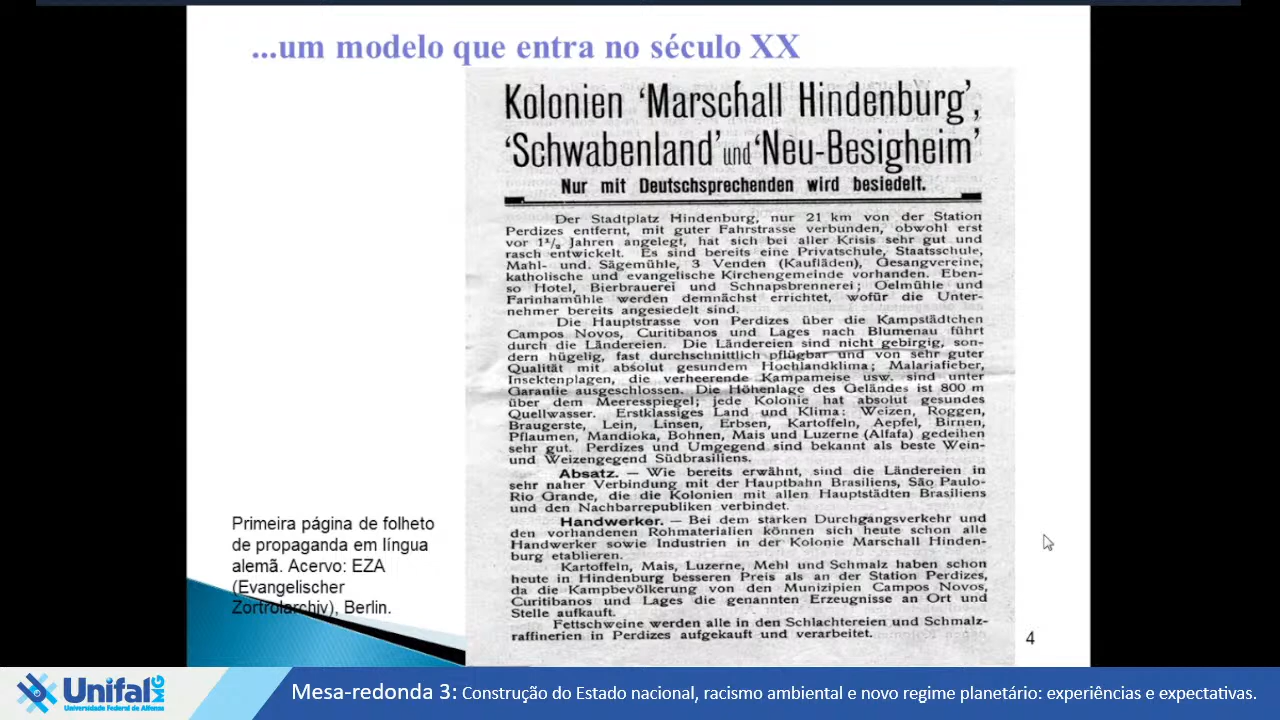 ...um modelo que entra no século XX
Kolonien ‘Marschall Hindenburg’,
‘Schwabenland’ und ‘Neu-Besigheim’
Nur mit Deutschsprechenden wird besiedelt.
Der Stadtplatz Hindenburg, nur 21 km von der Station
Perdizes entfernt, mit guter Fahrstrasse verbunden, obwohl erst
vor 1½ Jahren angelegt, hat sich bei aller Krisis sehr gut und
rasch entwickelt. Es sind bereits eine Privatschule, Staatsschule,
Mahl- und Sägemühle, 3 Venden (Kaufläden), Gesangvereine,
katholische und evangelische Kirchengemeinde vorhanden. Eben-
so Hotel, Bierbrauerei und Schnapsbrennerei; Oelmühle und
Farinhamühle werden demnächst errichtet, wofür die Unter-
nehmer bereits angesiedelt sind.
Die Hauptstrasse von Perdizes über die Kampstädtchen
Campos Novos, Curitibanos und Lages nach Blumenau führt
durch die Ländereien. Die Ländereien sind nicht gebirgig, son-
dern hügelig, fast durchschnittlich pflügbar und von sehr guter
Qualität mit absolut gesundem Hochlandklima; Malariafieber,
Insektenplagen, die verheerende Kampameise usw. sind unter
Garantie ausgeschlossen. Die Höhenlage des Geländes ist 800 m
über dem Meeresspiegel; jede Kolonie hat absolut gesundes
Quellwasser. Erstklassiges Land und Klima: Weizen, Roggen,
Braugerste, Lein, Linsen, Erbsen, Kartoffeln, Aepfel, Birnen,
Pflaumen, Mandioka, Bohnen, Mais und Luzerne (Alfafa) gedeihen
sehr gut. Perdizes und Umgegend sind bekannt als beste Wein-
und Weizengegend Südbrasiliens.
Absatz. — Wie bereits erwähnt, sind die Ländereien in
sehr naher Verbindung mit der Hauptbahn Brasiliens, São Paulo-
Rio Grande, die die Kolonien mit allen Hauptstädten Brasiliens
und den Nachbarrepubliken verbindet.
Handwerker. — Bei dem starken Durchgangsverkehr und
den vorhandenen Rohmaterialien können sich heute schon alle
Handwerker sowie Industrien in der Kolonie Marschall Hinden-
burg etablieren.
Kartoffeln, Mais, Luzerne, Mehl und Schmalz haben schon
heute in Hindenburg besseren Preis als an der Station Perdizes,
da die Kampbevölkerung von den Munizipien Campos Novos,
Curitibanos und Lages die genannten Erzeugnisse an Ort und
Stelle aufkauft.
Fettschweine werden alle in den Schlachtereien und Schmalz-
raffinerien in Perdizes aufgekauft und verarbeitet.
Primeira página de folheto
de propaganda em língua
alemã. Acervo: EZA
(Evangelischer
Zortrolarchiv), Berlin.
4
Unifal MG
Universidade Federal de Alfenas
Mesa-redonda 3: Construção do Estado nacional, racismo ambiental e novo regime planetário: experiências e expectativas.